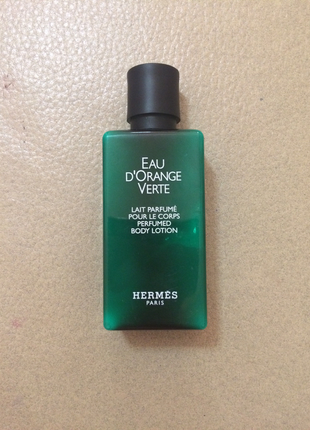 EAU
D'ORANGE
VERTE
LAIT PARFUMÉ
POUR LE CORPS
PERFUMED
BODY LOTION
HERMÈS
PARIS